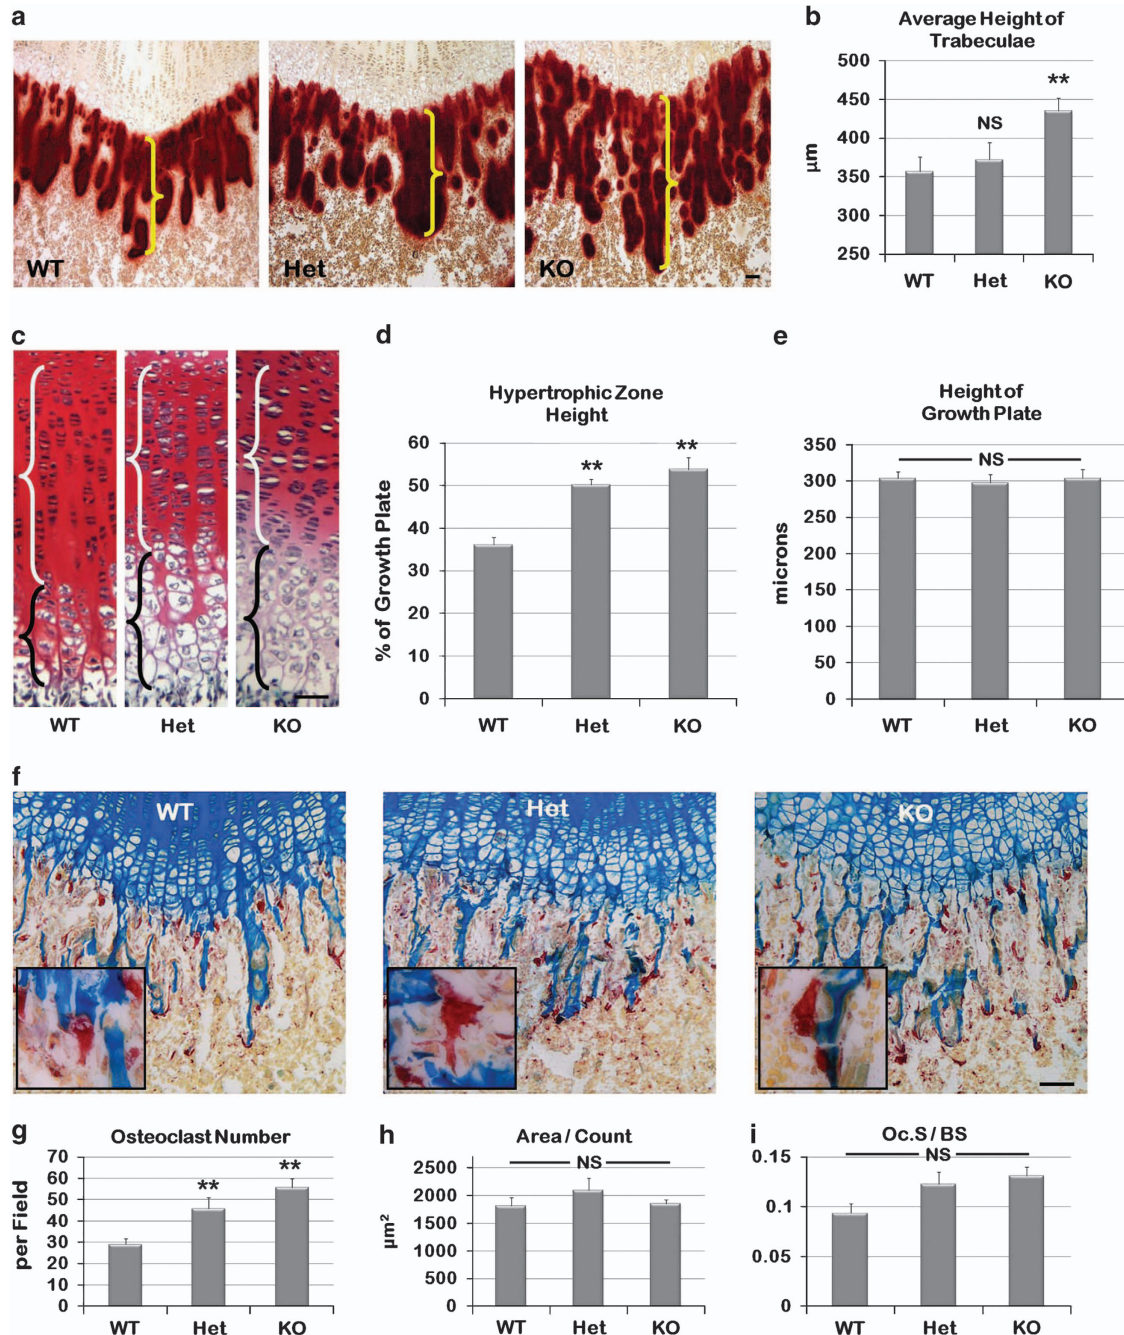 a
WT
Het
KO
b
Average Height of
Trabeculae
500
450
400
350
300
250
µm
NS
**
WT Het KO
c
WT Het KO
d
Hypertrophic Zone
Height
60
50
40
30
20
10
0
% of Growth Plate
**
**
WT Het KO
e
Height of
Growth Plate
350
300
250
200
150
100
50
0
microns
NS
WT Het KO
f
WT
Het
KO
g
Osteoclast Number
70
60
50
40
30
20
10
0
per Field
**
**
WT Het KO
h
Area / Count
2500
2000
1500
1000
500
0
µm²
NS
WT Het KO
i
Oc.S / BS
0.15
0.1
0.05
0
NS
WT Het KO